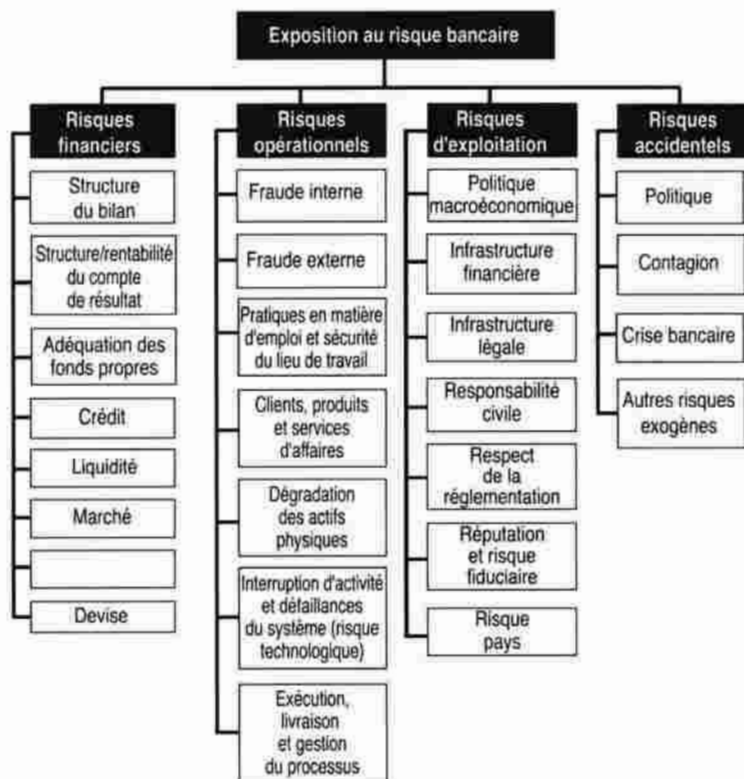 Exposition au risque bancaire
Risques
financiers
Structure
du bilan
Structure/rentabilité
du compte
de résultat
Adéquation des
fonds propres
Crédit
Liquidité
Marché
Devise
Risques
opérationnels
Fraude interne
Fraude externe
Pratiques en matière
d'emploi et sécurité
du lieu de travail
Clients, produits
et services
d'affaires
Dégradation
des actifs
physiques
Interruption d'activité
et défaillances
du système (risque
technologique)
Exécution,
livraison
et gestion
du processus
Risques
d'exploitation
Politique
macroéconomique
Infrastructure
financière
Infrastructure
légale
Responsabilité
civile
Respect
de la
réglementation
Réputation
et risque
fiduciaire
Risque
pays
Risques
accidentels
Politique
Contagion
Crise bancaire
Autres risques
exogènes